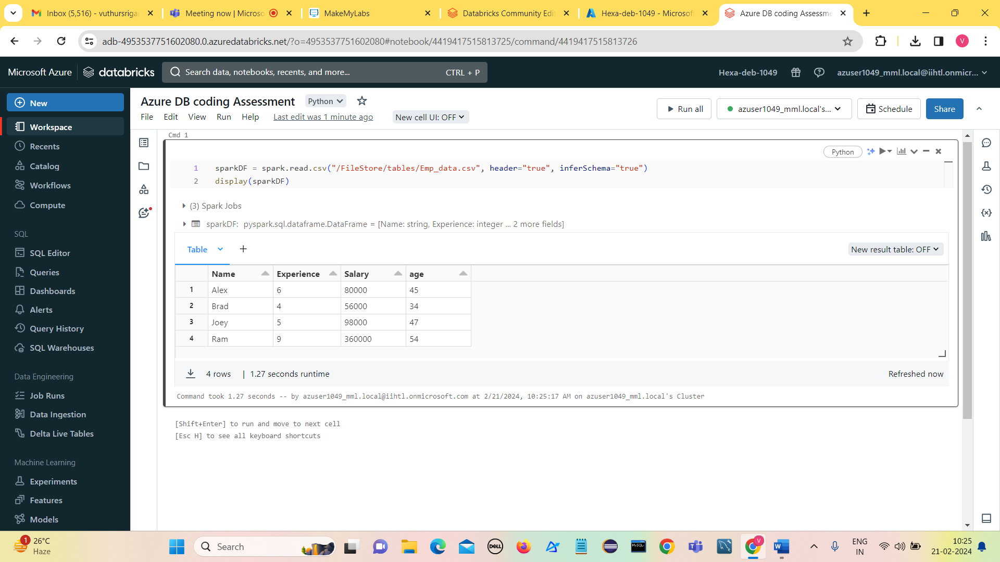 Inbox (5,516) - vuthursrigar
Meeting now | Microso
MakeMyLabs
Databricks Community Edi
Hexa-deb-1049 - Microsof
Azure DB coding Assessme
adb-4953537751602080.0.azuredatabricks.net/?o=4953537751602080#notebook/4419417515813725/command/4419417515813726
V
Microsoft Azure
databricks
Search data, notebooks, recents, and more...
CTRL + P
Hexa-deb-1049
azuser1049_mml.local@iihtl.onmicr...
New
Workspace
Recents
Catalog
Workflows
Compute
SQL
SQL Editor
Queries
Dashboards
Alerts
Query History
SQL Warehouses
Data Engineering
Job Runs
Data Ingestion
Delta Live Tables
Machine Learning
Experiments
Features
Models
Azure DB coding Assessment
Python
File Edit View Run Help Last edit was 1 minute ago
New cell UI: OFF
Run all
azuser1049_mml.local's...
Schedule
Share
Cmd 1
Python
1 sparkDF = spark.read.csv("/FileStore/tables/Emp_data.csv", header="true", inferSchema="true")
2 display(sparkDF)
(3) Spark Jobs
sparkDF: pyspark.sql.dataframe.DataFrame = [Name: string, Experience: integer ... 2 more fields]
Table
+
New result table: OFF
Name Experience Salary age
1 Alex 6 80000 45
2 Brad 4 56000 34
3 Joey 5 98000 47
4 Ram 9 360000 54
4 rows | 1.27 seconds runtime
Refreshed now
Command took 1.27 seconds -- by azuser1049_mml.local@iihtl.onmicrosoft.com at 2/21/2024, 10:25:17 AM on azuser1049_mml.local's Cluster
[Shift+Enter] to run and move to next cell
[Esc H] to see all keyboard shortcuts
1
26°C
Haze
Search
DELL
MySQL
V
W
ENG
IN
10:25
21-02-2024